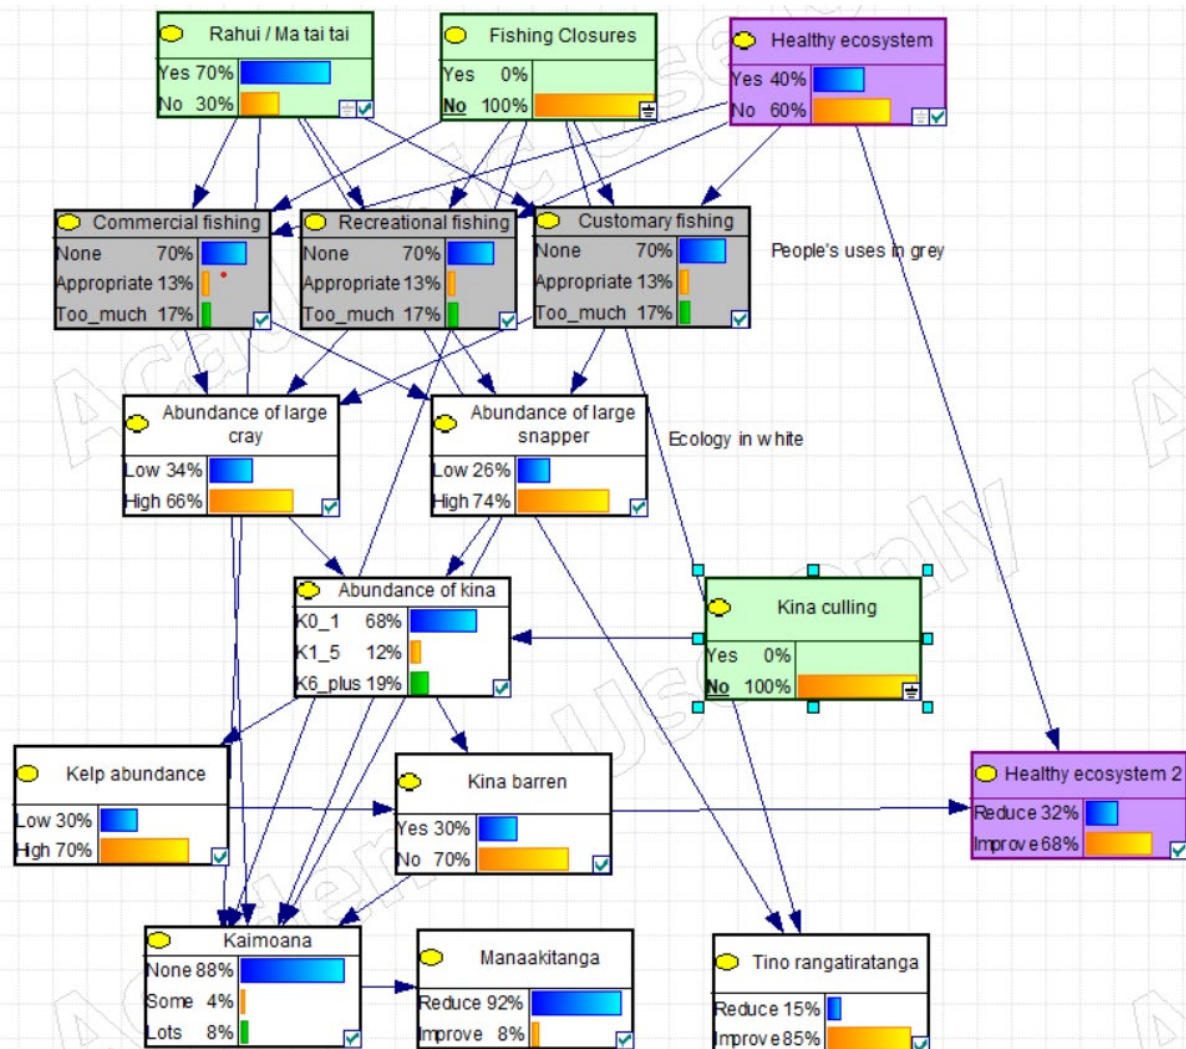 Rahui / Ma tai tai
Yes 70%
No 30%
Fishing Closures
Yes 0%
No 100%
Healthy ecosystem
Yes 40%
No 60%
Commercial fishing
None 70%
Appropriate 13%
Too_much 17%
Recreational fishing
None 70%
Appropriate 13%
Too_much 17%
Customary fishing
None 70%
Appropriate 13%
Too_much 17%
People's uses in grey
Abundance of large
cray
Low 34%
High 66%
Abundance of large
snapper
Low 26%
High 74%
Ecology in white
Abundance of kina
K0_1 68%
K1_5 12%
K6_plus 19%
Kina culling
Yes 0%
No 100%
Kelp abundance
Low 30%
High 70%
Kina barren
Yes 30%
No 70%
Healthy ecosystem 2
Reduce 32%
Improve 68%
Kaimoana
None 88%
Some 4%
Lots 8%
Manaakitanga
Reduce 92%
Improve 8%
Tino rangatiratanga
Reduce 15%
Improve 85%